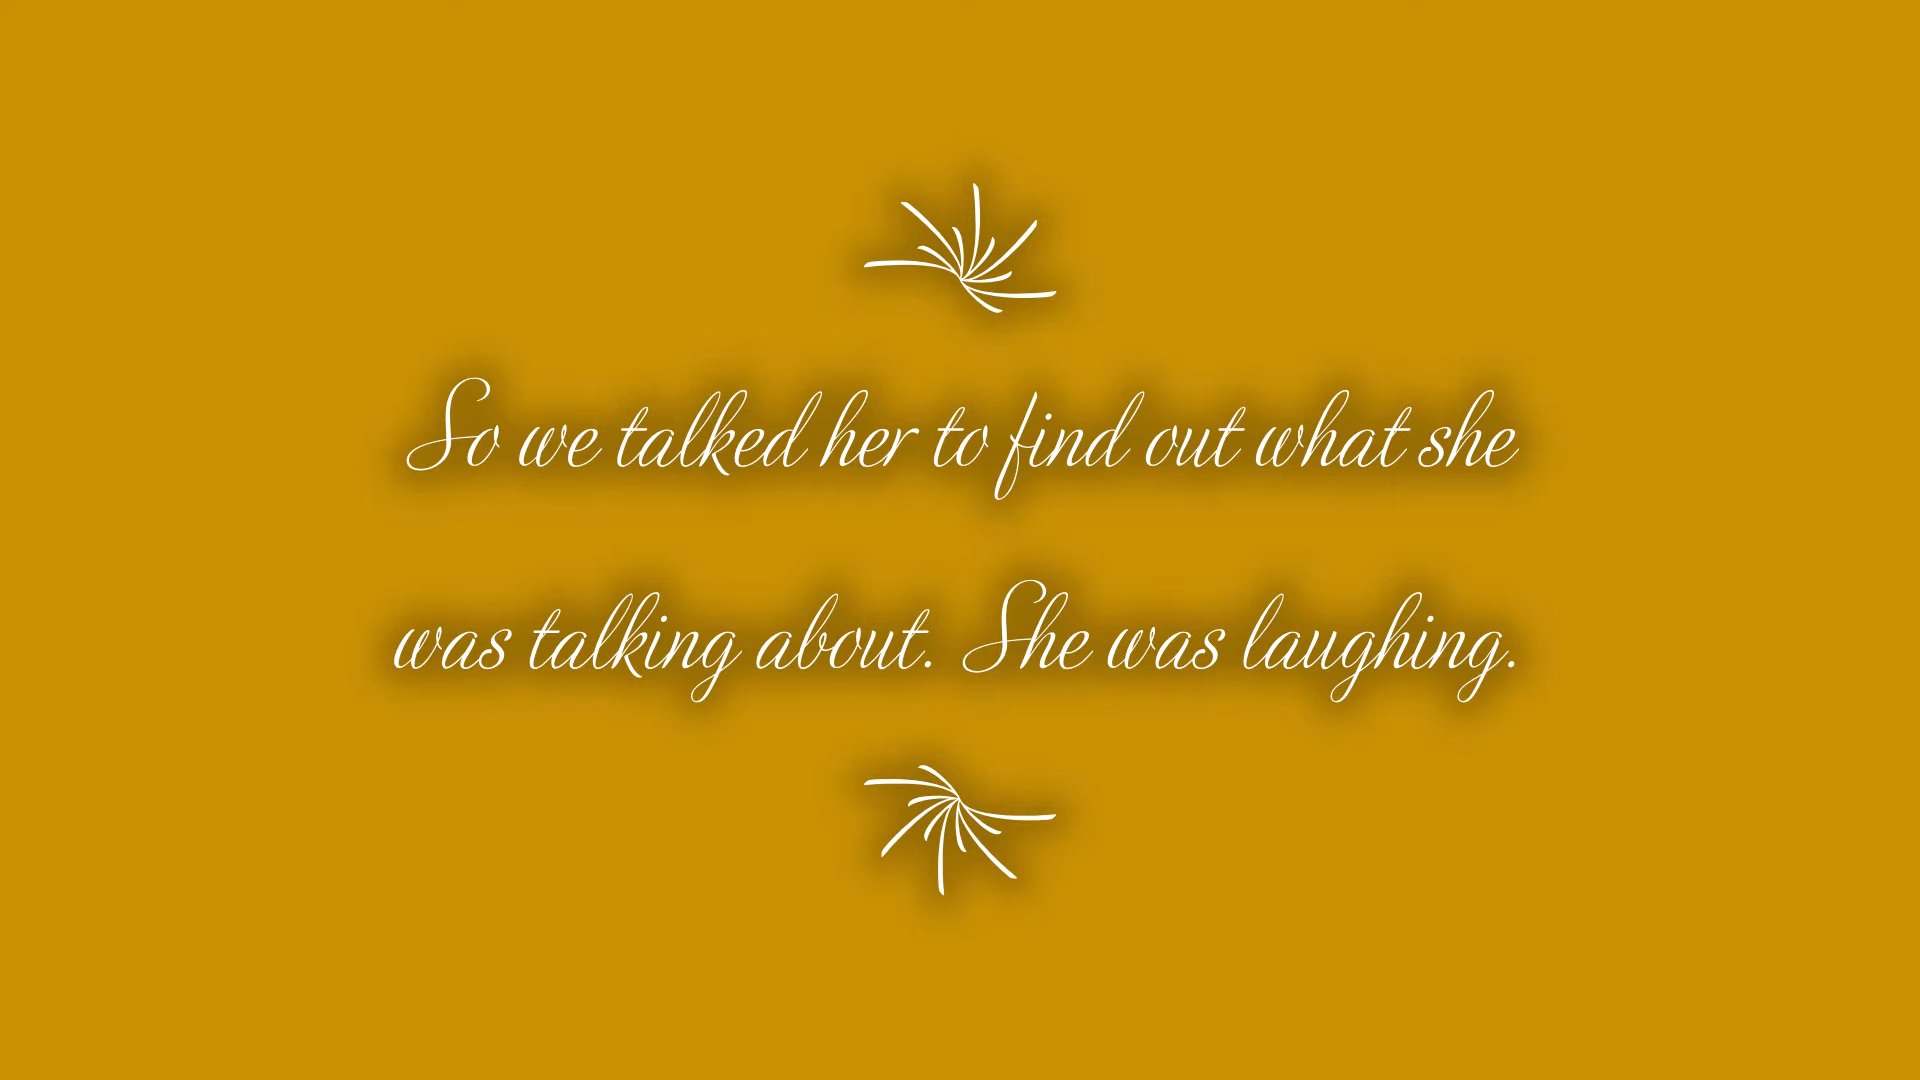 So we talked her to find out what she
was talking about. She was laughing.